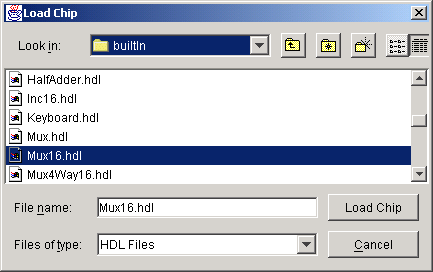 Load Chip
Look in: builtIn
HalfAdder.hdl
Inc16.hdl
Keyboard.hdl
Mux.hdl
Mux16.hdl
Mux4Way16.hdl
File name: Mux16.hdl Load Chip
Files of type: HDL Files Cancel